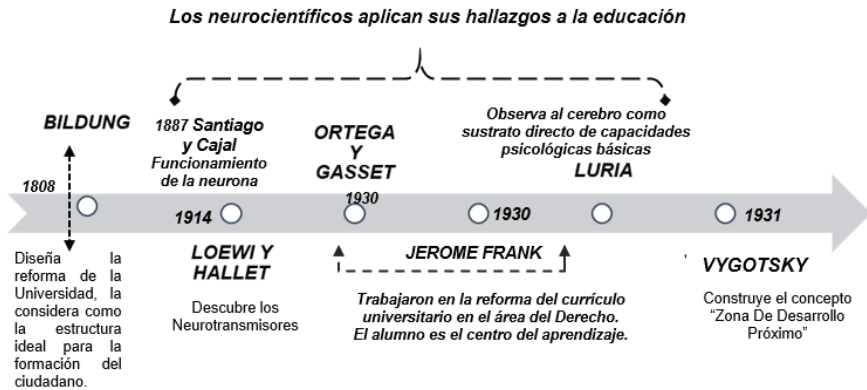 Los neurocientíficos aplican sus hallazgos a la educación
BILDUNG
1808
Diseña la
reforma de la
Universidad, la
considera como
la estructura
ideal para la
formación del
ciudadano.
1887 Santiago
y Cajal
Funcionamiento
de la neurona
1914
LOEWI Y
HALLET
Descubre los
Neurotransmisores
ORTEGA
Y
GASSET
1930
1930
JEROME FRANK
Trabajaron en la reforma del currículo
universitario en el área del Derecho.
El alumno es el centro del aprendizaje.
Observa al cerebro como
sustrato directo de capacidades
psicológicas básicas
LURIA
1931
VYGOTSKY
Construye el concepto
“Zona De Desarrollo
Próximo”